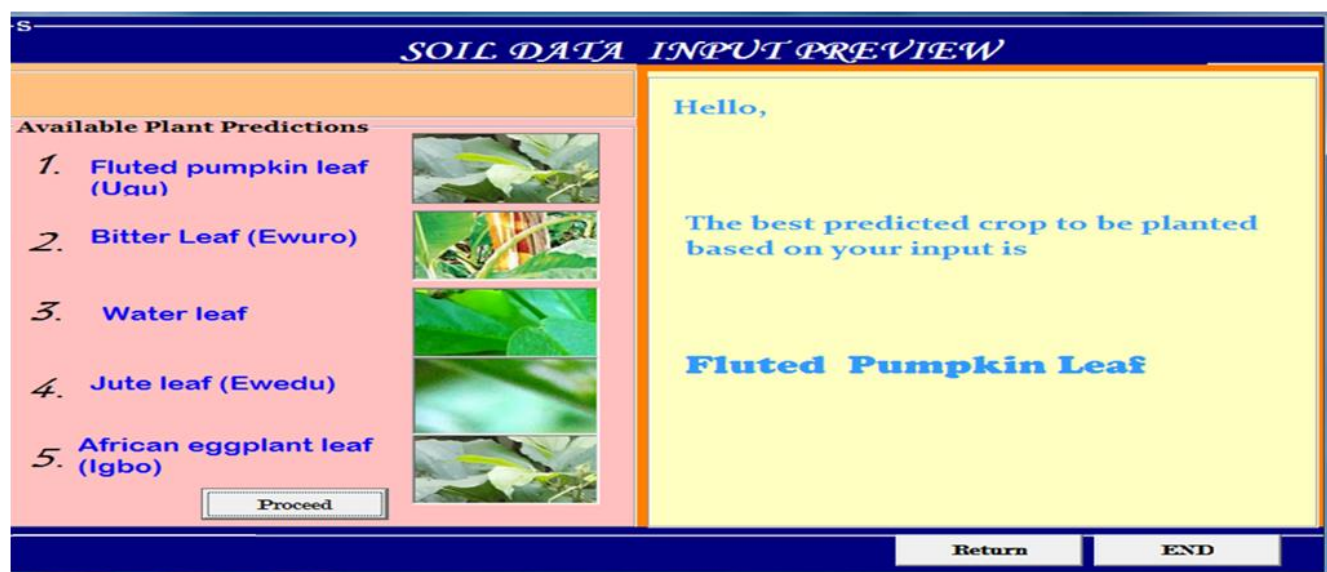 S
SOIL DATA INPUT PREVIEW
Available Plant Predictions
1. Fluted pumpkin leaf
(Ugu)
2. Bitter Leaf (Ewuro)
3. Water leaf
4. Jute leaf (Ewedu)
5. African eggplant leaf
(Igbo)
Proceed
Hello,
The best predicted crop to be planted
based on your input is
Fluted Pumpkin Leaf
Return
END